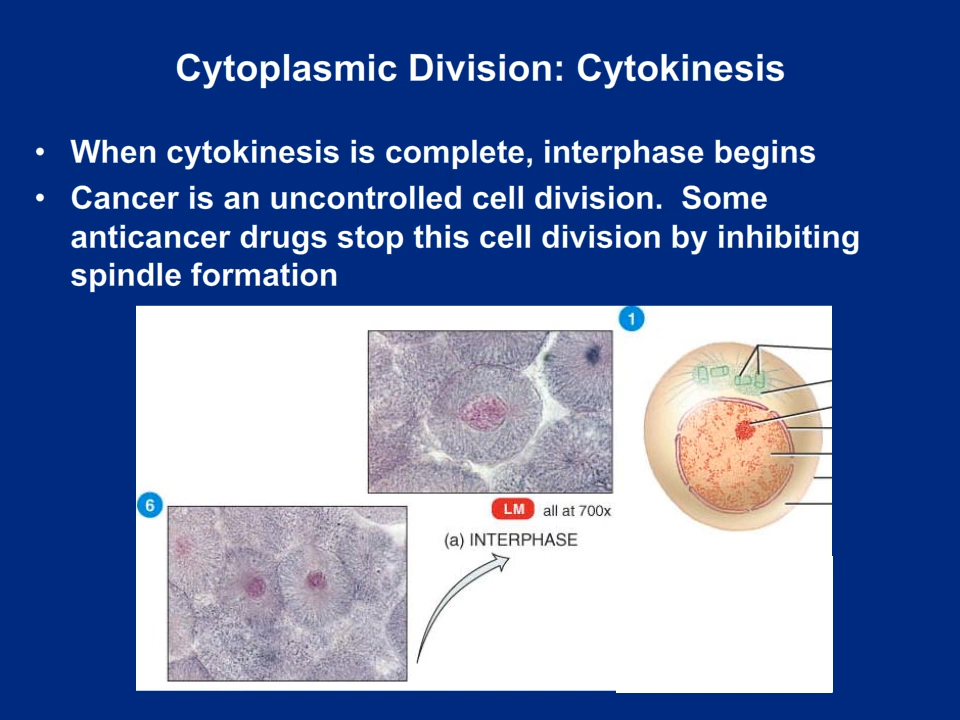 Cytoplasmic Division: Cytokinesis
• When cytokinesis is complete, interphase begins
• Cancer is an uncontrolled cell division.  Some
anticancer drugs stop this cell division by inhibiting
spindle formation
1
LM all at 700x
6
(a) INTERPHASE